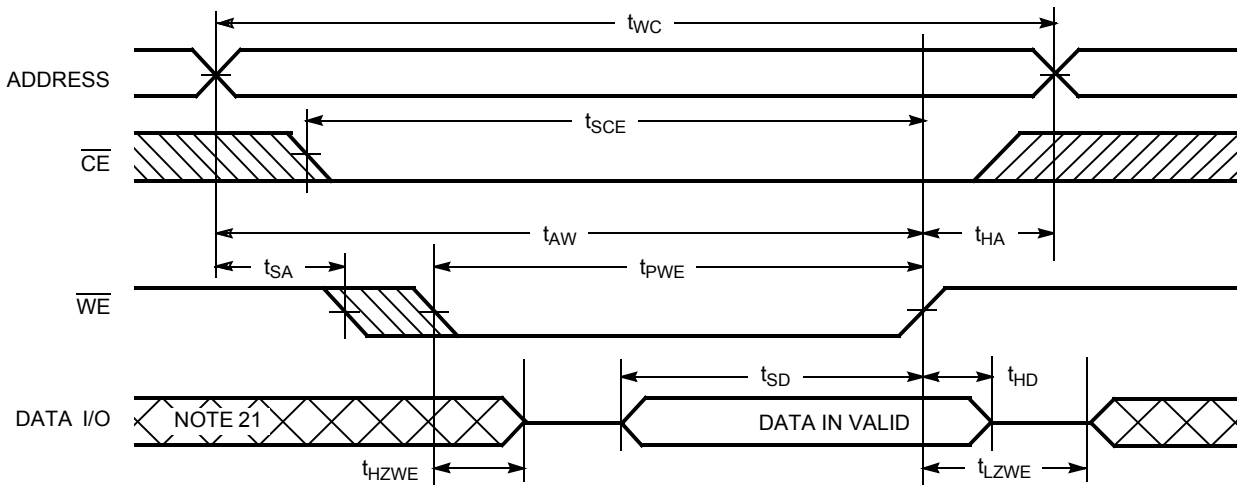 tWC
ADDRESS
tSCE
CE
tAW
tHA
tSA
tPWE
WE
tSD
tHD
DATA I/O
NOTE 21
DATA IN VALID
tHZWE
tLZWE